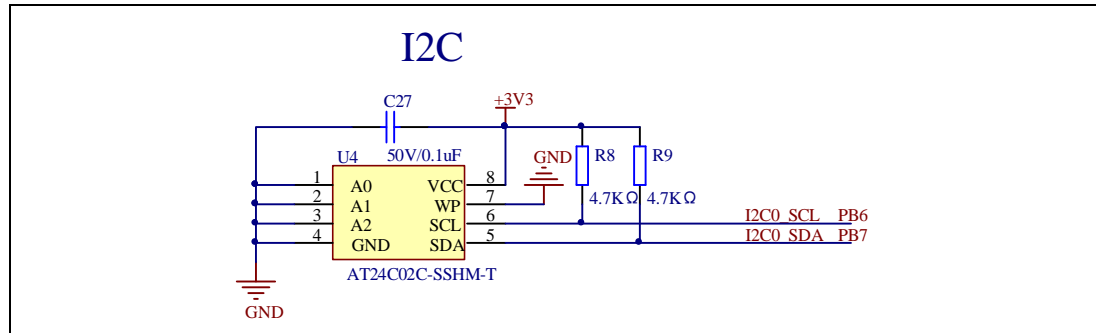 I2C
C27
+3V3
U4
50V/0.1uF
GND
R8
R9
1 A0 VCC 8
2 A1 WP 7
4.7KΩ 4.7KΩ
3 A2 SCL 6
I2C0_SCL PB6
4 GND SDA 5
I2C0_SDA PB7
AT24C02C-SSHM-T
GND